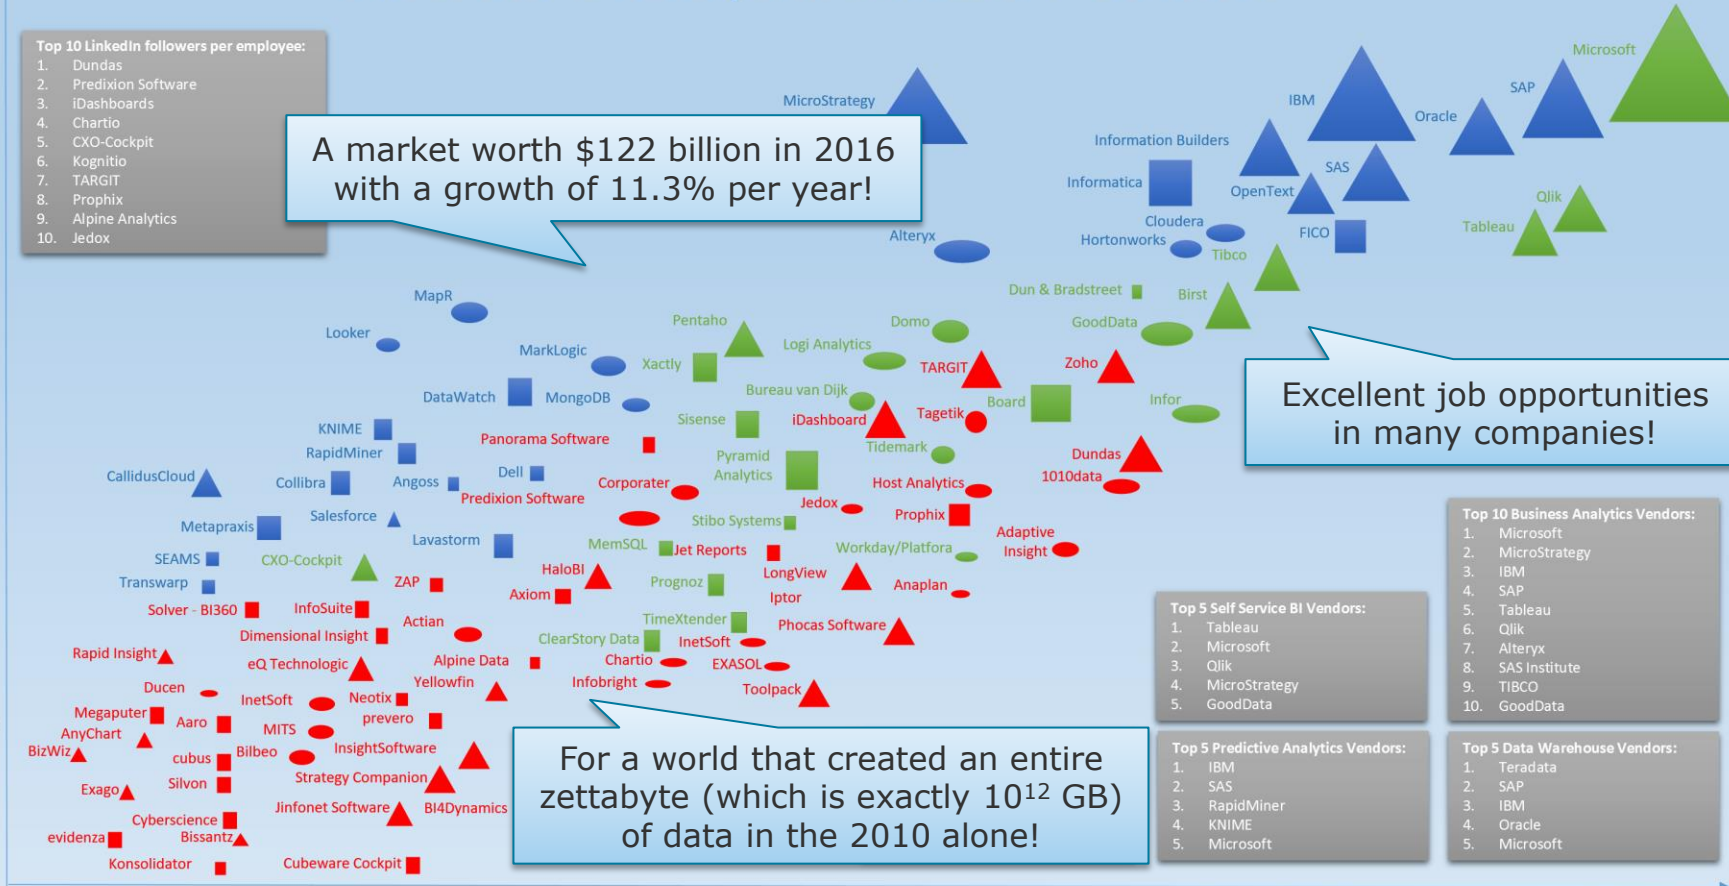 Top 10 LinkedIn followers per employee:
1. Dundas
2. Predixion Software
3. iDashboards
4. Chartio
5. CXO-Cockpit
6. Kognitio
7. TARGIT
8. Prophix
9. Alpine Analytics
10. Jedox
A market worth $122 billion in 2016
with a growth of 11.3% per year!
Microsoft
SAP
MicroStrategy
IBM
Oracle
Information Builders
SAS
Informatica
OpenText
Qlik
Cloudera
Tableau
Alteryx
Hortonworks
FICO
Tibco
Dun & Bradstreet
Birst
MapR
Looker
Pentaho
Domo
GoodData
MarkLogic
Logi Analytics
Xactly
TARGIT
Zoho
Excellent job opportunities
in many companies!
DataWatch
MongoDB
Bureau van Dijk
Board
Infor
KNIME
Sisense
iDashboard
Tagetik
Panorama Software
RapidMiner
Tidemark
Pyramid
Analytics
Dundas
CallidusCloud
Collibra
Angoss
Dell
Corporater
Host Analytics
1010data
Predixion Software
Jedox
Metapraxis
Salesforce
Stibo Systems
Prophix
Adaptive
Insight
Lavastorm
MemSQL
Jet Reports
Workday/Platfora
SEAMS
CXO-Cockpit
HaloBI
LongView
Transwarp
ZAP
Prognoz
Anaplan
Axiom
Iptor
Solver - BI360
InfoSuite
Actian
TimeXtender
Phocas Software
Dimensional Insight
ClearStory Data
InetSoft
Rapid Insight
eQ Technologic
Alpine Data
Chartio
EXASOL
Yellowfin
Infobright
Toolpack
Ducen
InetSoft
Neotix
Megaputer
Aaro
MITS
prevero
AnyChart
BizWiz
cubus
Bilbeo
InsightSoftware
Exago
Silvon
Strategy Companion
Jinfonet Software
BI4Dynamics
Cyberscience
evidenza
Bissantz
Konsolidator
Cubeware Cockpit
For a world that created an entire
zettabyte (which is exactly 10¹² GB)
of data in the 2010 alone!
Top 5 Self Service BI Vendors:
1. Tableau
2. Microsoft
3. Qlik
4. MicroStrategy
5. GoodData
Top 10 Business Analytics Vendors:
1. Microsoft
2. MicroStrategy
3. IBM
4. SAP
5. Tableau
6. Qlik
7. Alteryx
8. SAS Institute
9. TIBCO
10. GoodData
Top 5 Predictive Analytics Vendors:
1. IBM
2. SAS
3. RapidMiner
4. KNIME
5. Microsoft
Top 5 Data Warehouse Vendors:
1. Teradata
2. SAP
3. IBM
4. Oracle
5. Microsoft